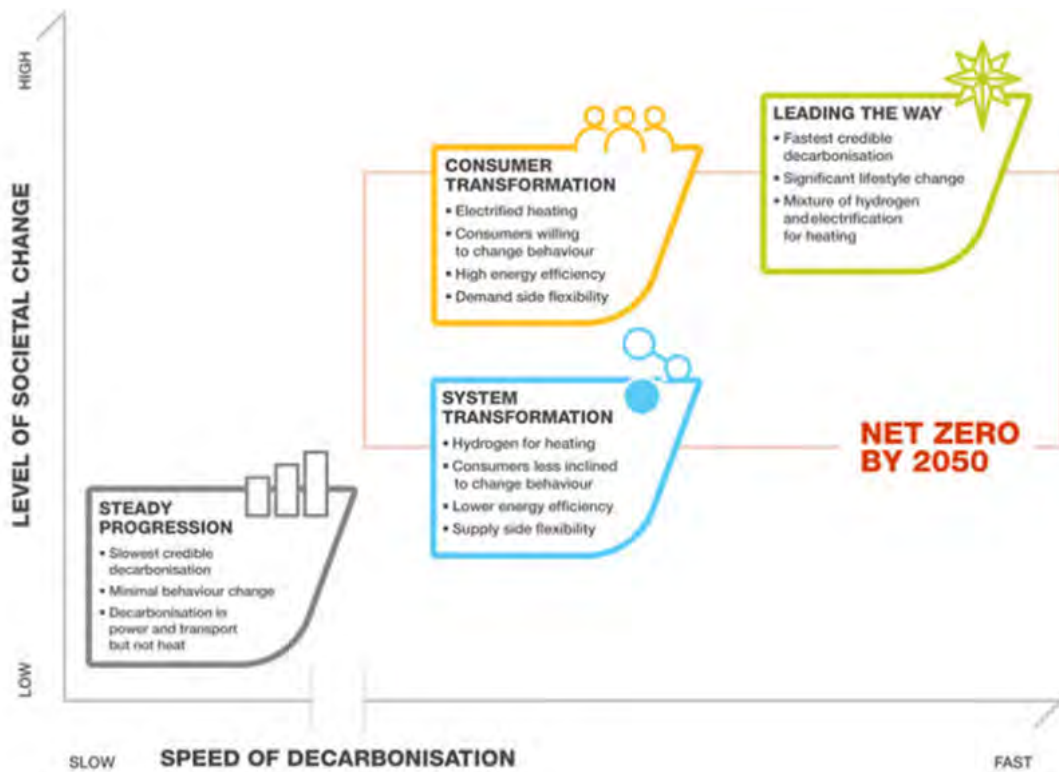 HIGH
LEVEL OF SOCIETAL CHANGE
LOW
LEADING THE WAY
• Fastest credible
decarbonisation
• Significant lifestyle change
• Mixture of hydrogen
and electrification
for heating
CONSUMER
TRANSFORMATION
• Electrified heating
• Consumers willing
to change behaviour
• High energy efficiency
• Demand side flexibility
SYSTEM
TRANSFORMATION
• Hydrogen for heating
• Consumers less inclined
to change behaviour
• Lower energy efficiency
• Supply side flexibility
NET ZERO
BY 2050
STEADY
PROGRESSION
• Slowest credible
decarbonisation
• Minimal behaviour change
• Decarbonisation in
power and transport
but not heat
SLOW
SPEED OF DECARBONISATION
FAST